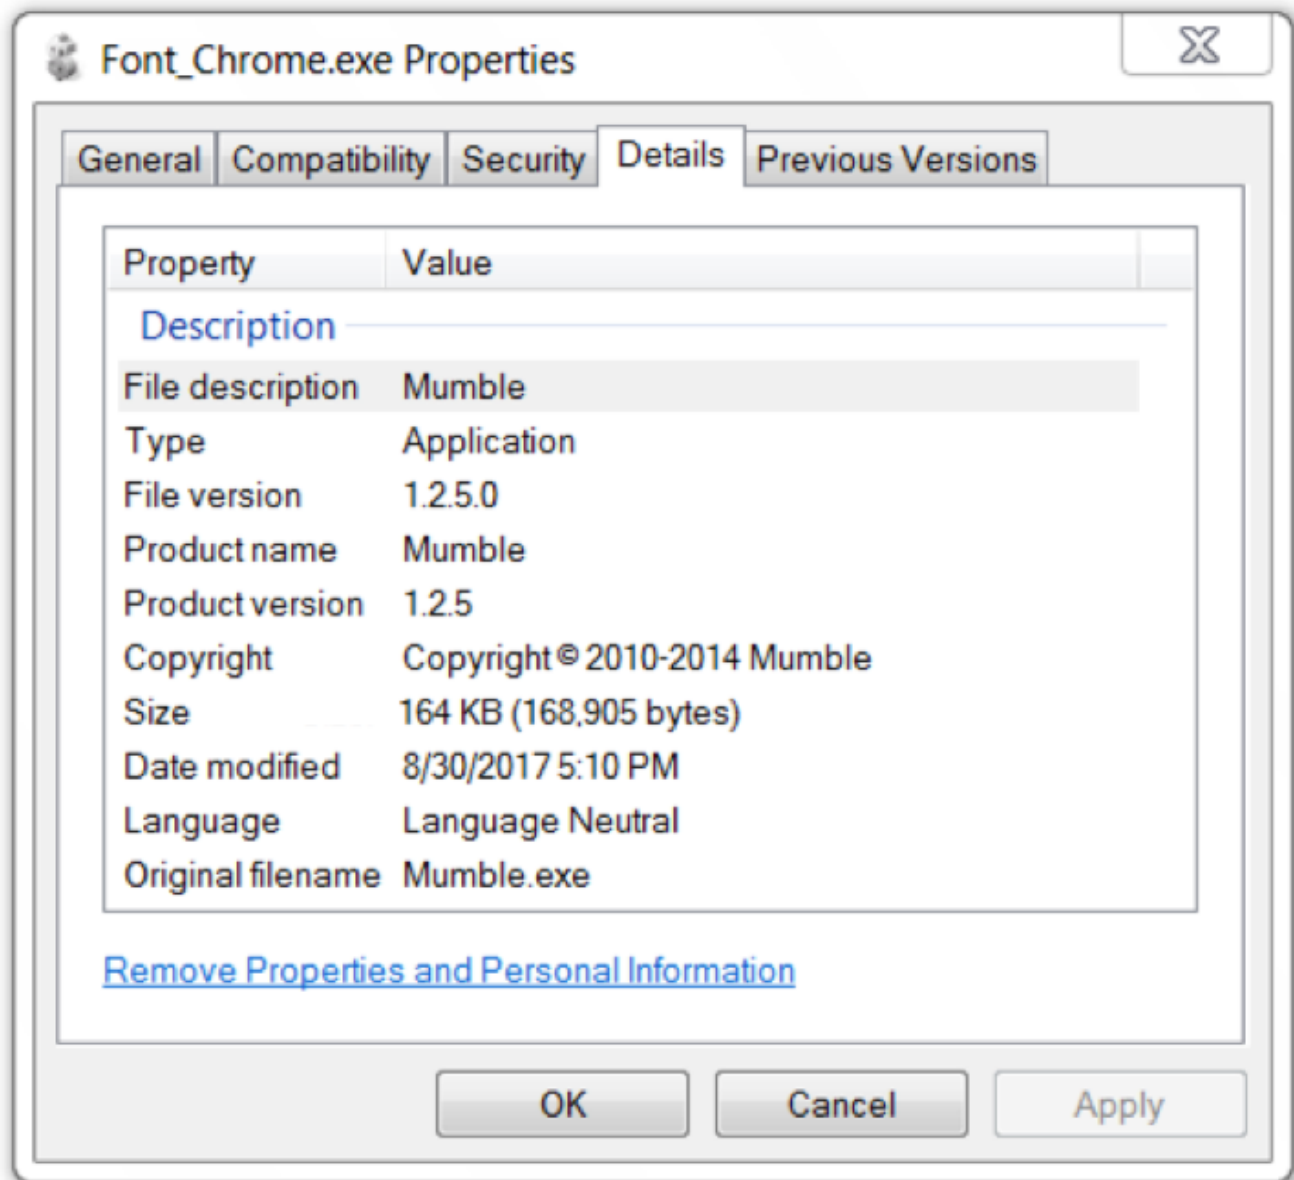 Font_Chrome.exe Properties
General Compatibility Security Details Previous Versions
Property Value
Description
File description Mumble
Type Application
File version 1.2.5.0
Product name Mumble
Product version 1.2.5
Copyright Copyright © 2010-2014 Mumble
Size 164 KB (168,905 bytes)
Date modified 8/30/2017 5:10 PM
Language Language Neutral
Original filename Mumble.exe
Remove Properties and Personal Information
OK Cancel Apply